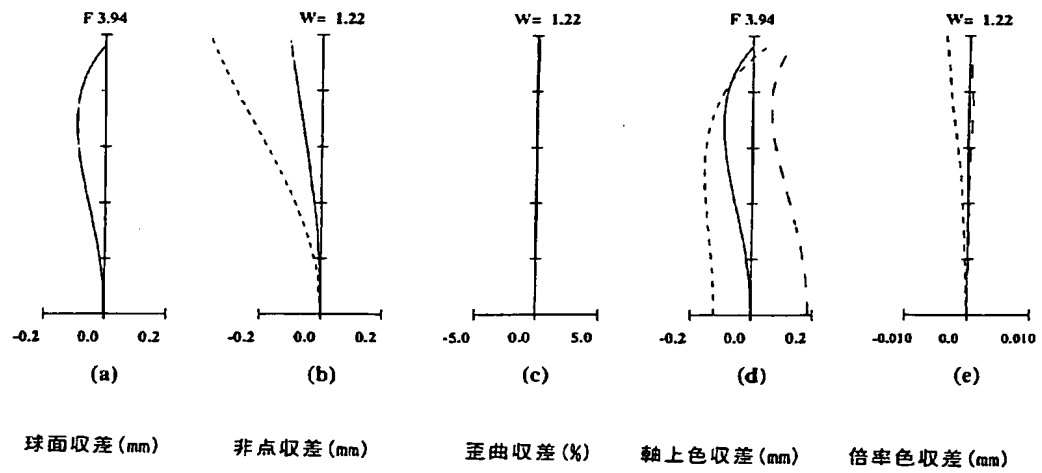 F 3.94
W= 1.22
W= 1.22
F 3.94
W= 1.22
-0.2 0.0 0.2
-0.2 0.0 0.2
-5.0 0.0 5.0
-0.2 0.0 0.2
-0.010 0.0 0.010
(a)
(b)
(c)
(d)
(e)
球面収差(mm)
非点収差(mm)
歪曲収差(%)
軸上色収差(mm)
倍率色収差(mm)